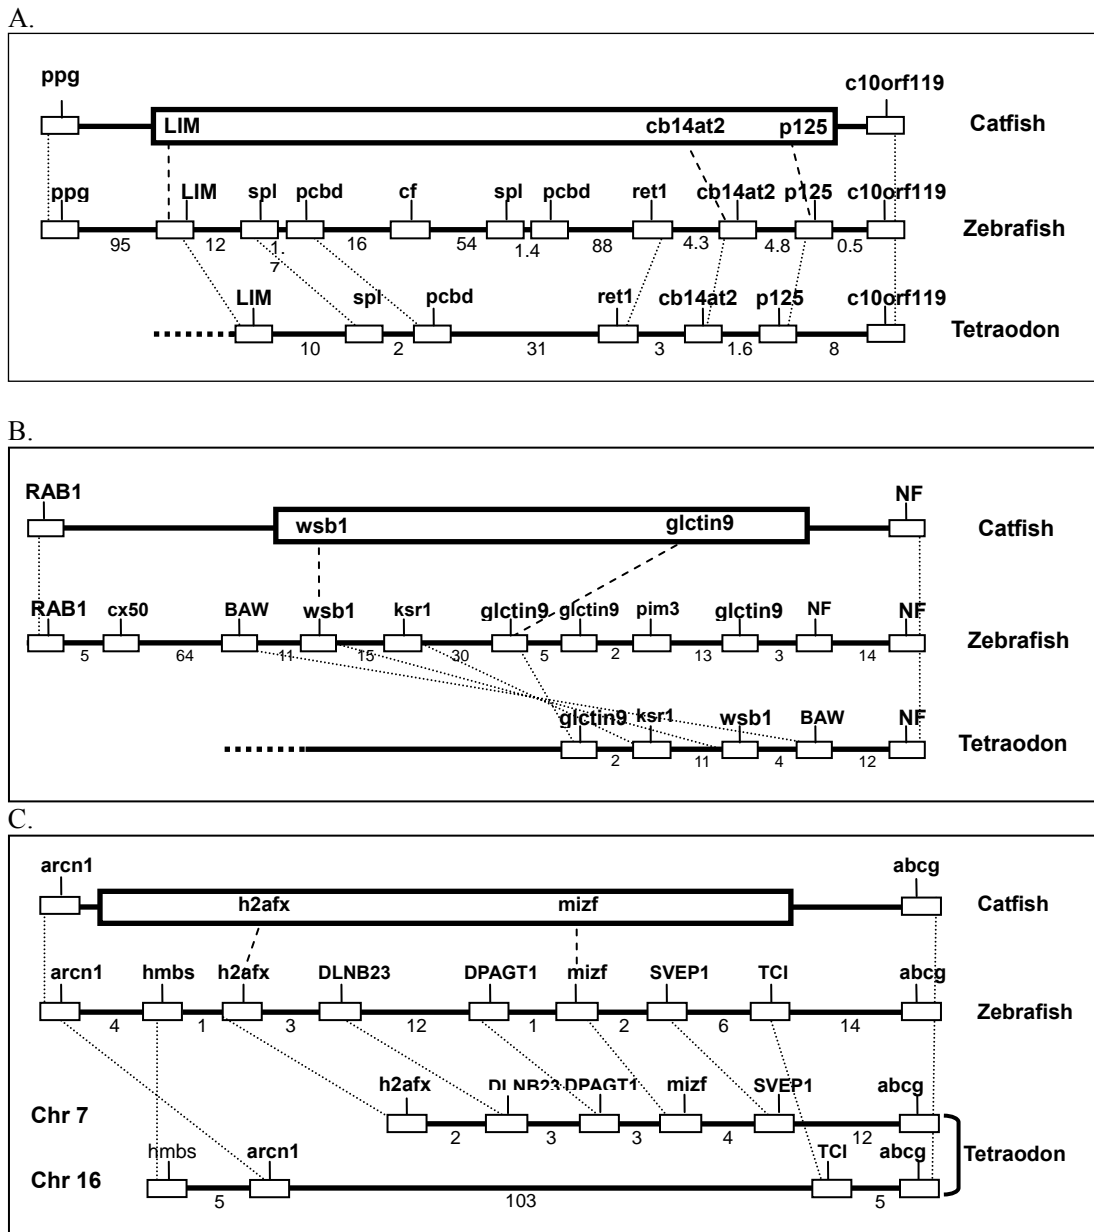 A.
ppg c10orf119
LIM cb14at2 p125 Catfish
LIM spl pcbd cf spl pcbd ret1 cb14at2 p125
ppg c10orf119
Zebrafish
95 12 1.7 16 54 1.4 88 4.3 4.8 0.5
LIM spl pcbd ret1 cb14at2 p125 c10orf119
Tetraodon
10 2 31 3 1.6 8
B.
RAB1 NF
wsb1 glctin9 Catfish
RAB1 cx50 BAW wsb1 ksr1 glctin9 glctin9 pim3 glctin9 NF NF
Zebrafish
5 64 11 15 30 5 2 13 3 14
glctin9 ksr1 wsb1 BAW NF
Tetraodon
2 11 4 12
C.
arcn1 abcg
h2afx mizf Catfish
arcn1 hmbs h2afx DLNB23 DPAGT1 mizf SVEP1 TCI abcg
Zebrafish
4 1 3 12 1 2 6 14
h2afx DLNB23 DPAGT1 mizf SVEP1 abcg
Chr 7
2 3 3 4 12
hmbs arcn1 TCI abcg
Tetraodon
Chr 16
5 103 5